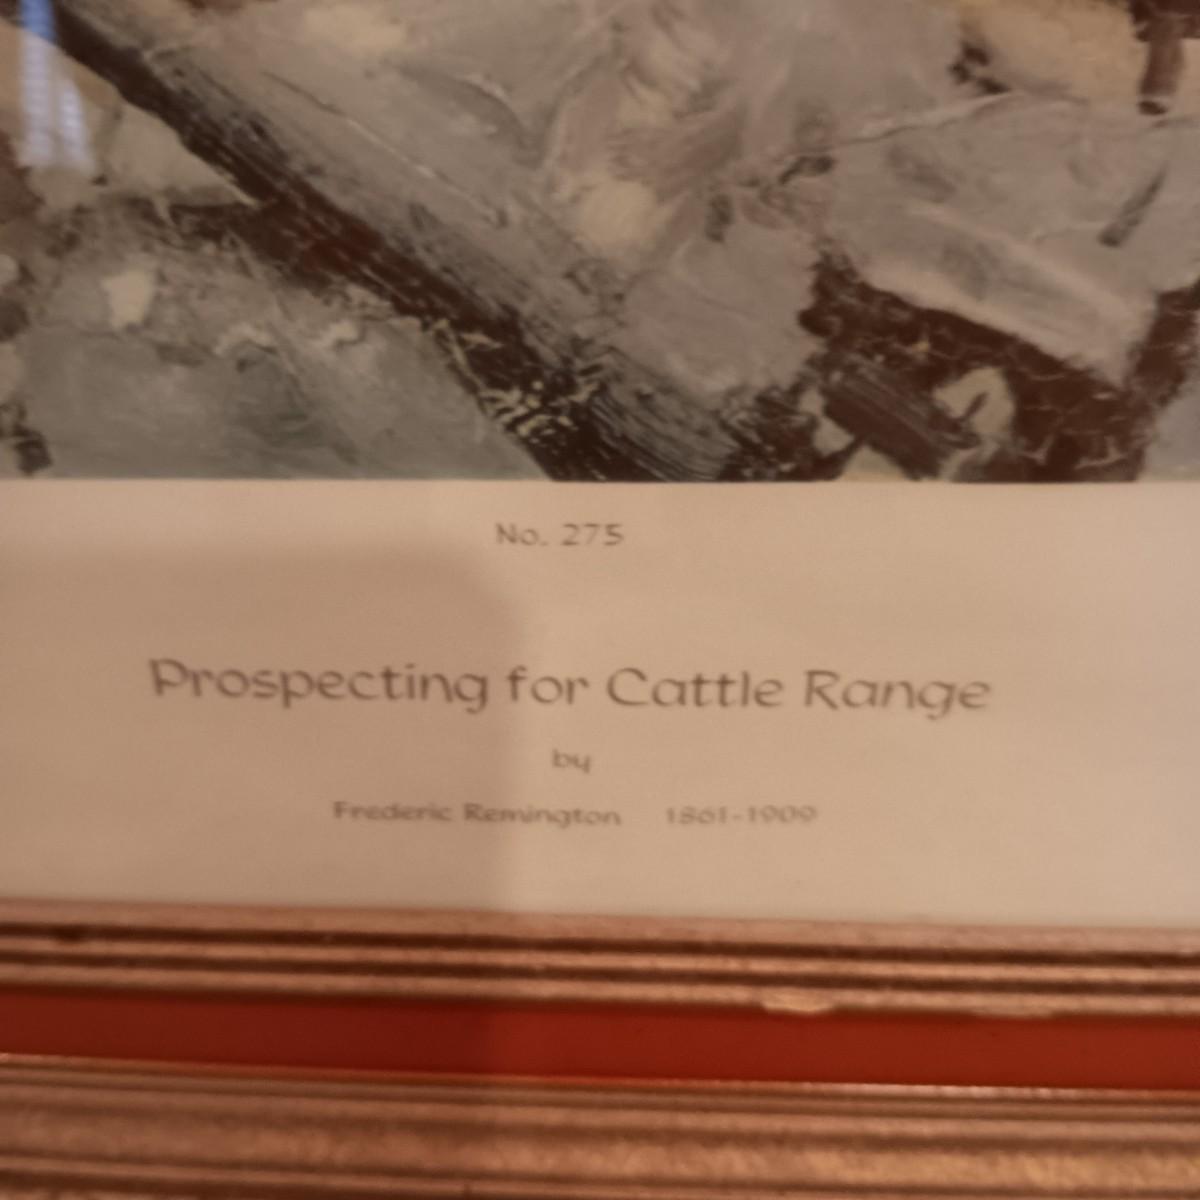 No. 275
Prospecting for Cattle Range
by
Frederic Remington 1861-1909